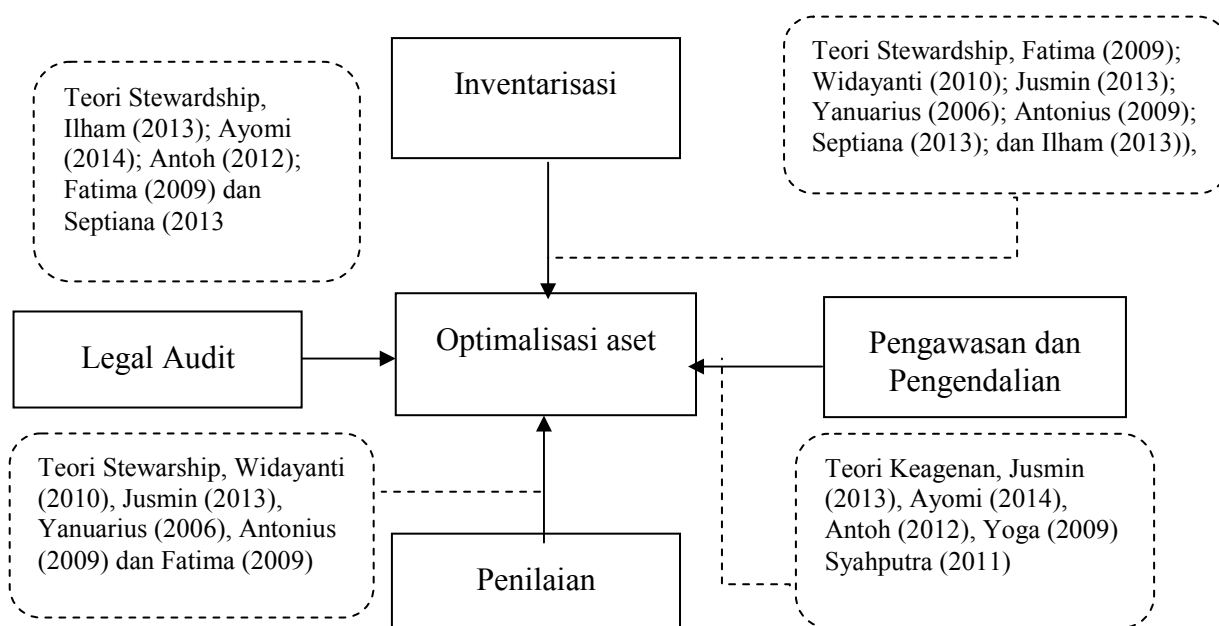 Teori Stewardship,
Ilham (2013); Ayomi
(2014); Antoh (2012);
Fatima (2009) dan
Septiana (2013
Inventarisasi
Teori Stewardship, Fatima (2009);
Widayanti (2010); Jusmin (2013);
Yanuarius (2006); Antonius (2009);
Septiana (2013); dan Ilham (2013)),
Legal Audit
Optimalisasi aset
Pengawasan dan
Pengendalian
Teori Stewarship, Widayanti
(2010), Jusmin (2013),
Yanuarius (2006), Antonius
(2009) dan Fatima (2009)
Penilaian
Teori Keagenan, Jusmin
(2013), Ayomi (2014),
Antoh (2012), Yoga (2009)
Syahputra (2011)